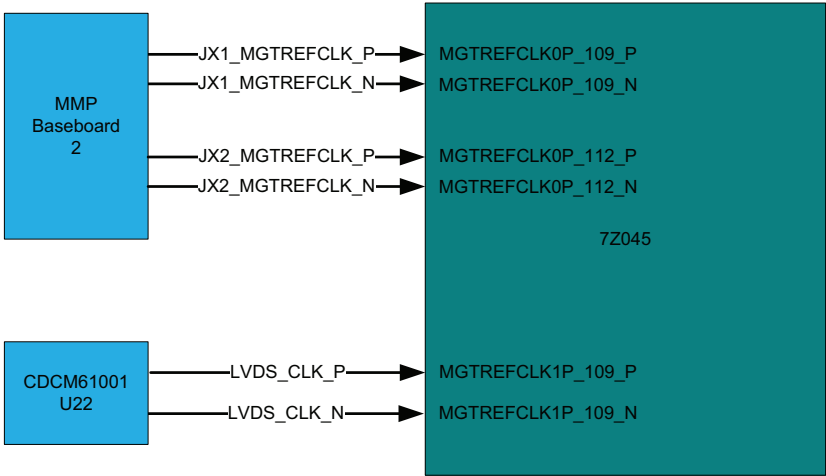 MMP
Baseboard
2
JX1_MGTREFCLK_P
MGTREFCLK0P_109_P
JX1_MGTREFCLK_N
MGTREFCLK0P_109_N
JX2_MGTREFCLK_P
MGTREFCLK0P_112_P
JX2_MGTREFCLK_N
MGTREFCLK0P_112_N
7Z045
CDCM61001
U22
LVDS_CLK_P
MGTREFCLK1P_109_P
LVDS_CLK_N
MGTREFCLK1P_109_N